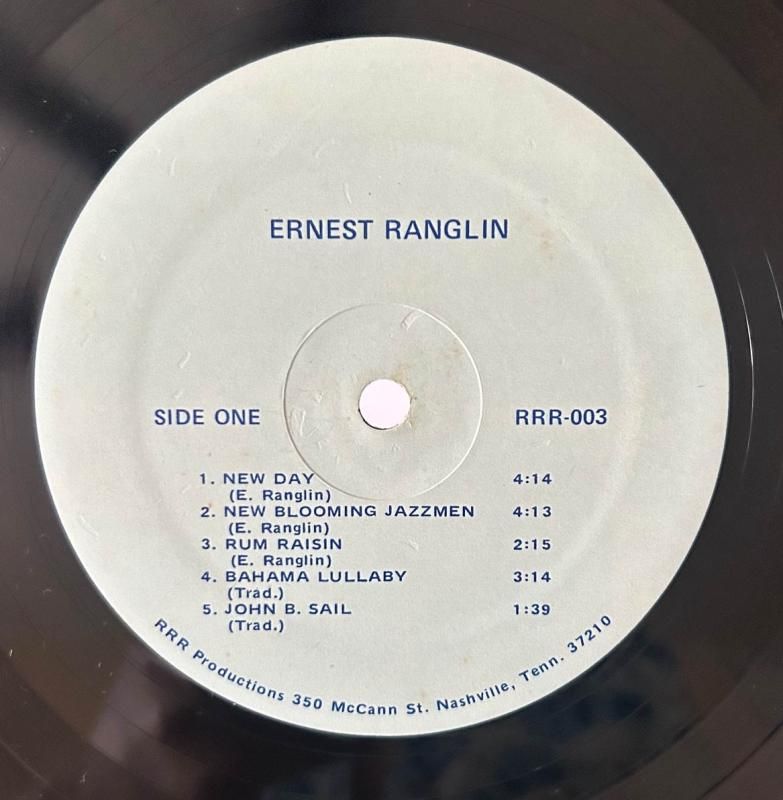 ERNEST RANGLIN
SIDE ONE RRR-003
1. NEW DAY 4:14
(E. Ranglin)
2. NEW BLOOMING JAZZMEN 4:13
(E. Ranglin)
3. RUM RAISIN 2:15
(E. Ranglin)
4. BAHAMA LULLABY 3:14
(Trad.)
5. JOHN B. SAIL 1:39
(Trad.)
RRR Productions 350 McCann St. Nashville, Tenn. 37210